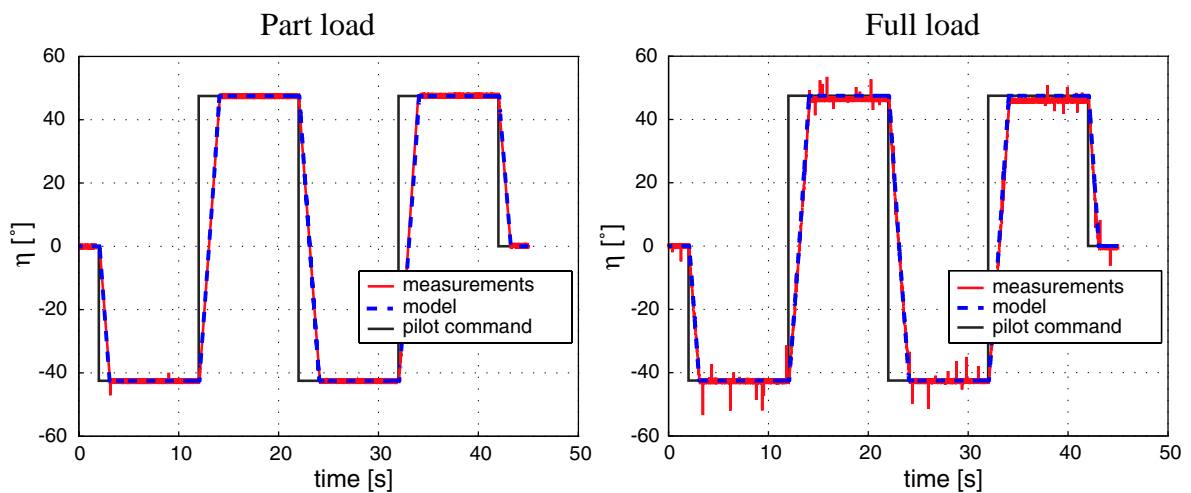 Part load
60
40
20
0
-20
-40
-60
η [°]
0
10
20
30
40
50
time [s]
measurements
model
pilot command
Full load
60
40
20
0
-20
-40
-60
η [°]
0
10
20
30
40
50
time [s]
measurements
model
pilot command